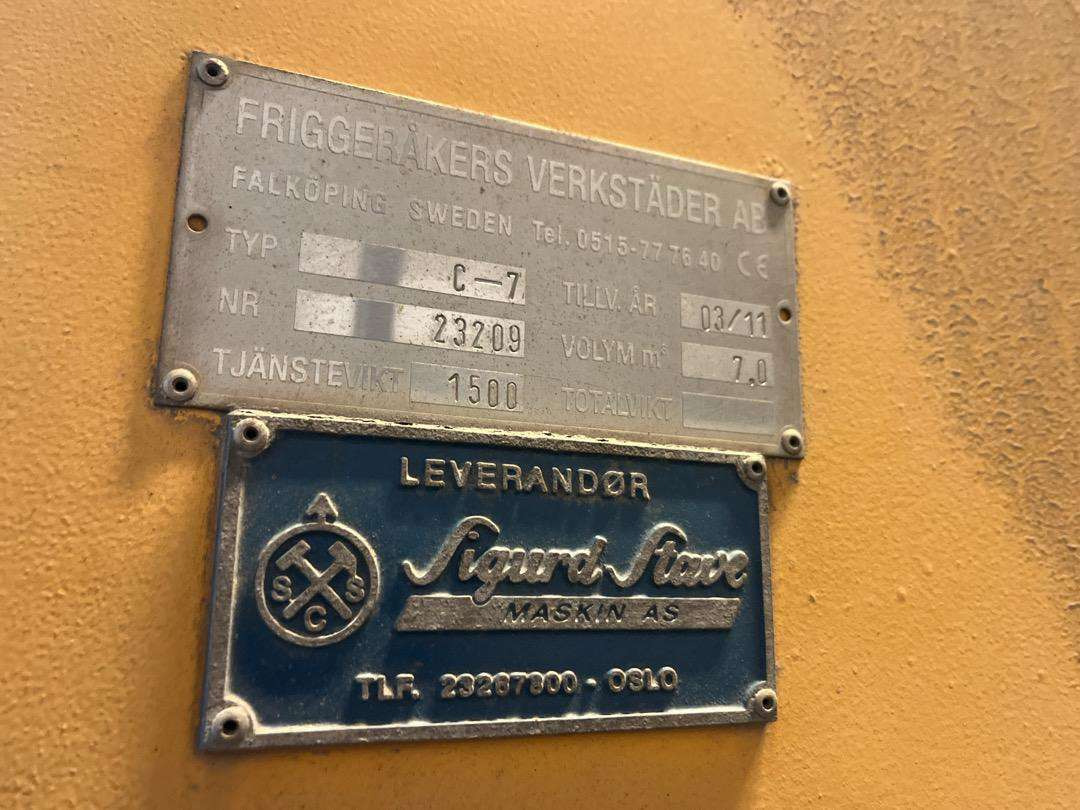 FRIGGERÅKERS VERKSTÄDER AB
FALKÖPING SWEDEN Tel. 0515-77 76 40 CE
TYP C-7 TILLV. ÅR 03/11
NR 23209 VOLYM m³ 7,0
TJÄNSTEVIKT 1500 TOTALVIKT
LEVERANDØR
S S C
Sigurd Stave
MASKIN AS
TLF. 23287800 - OSLO